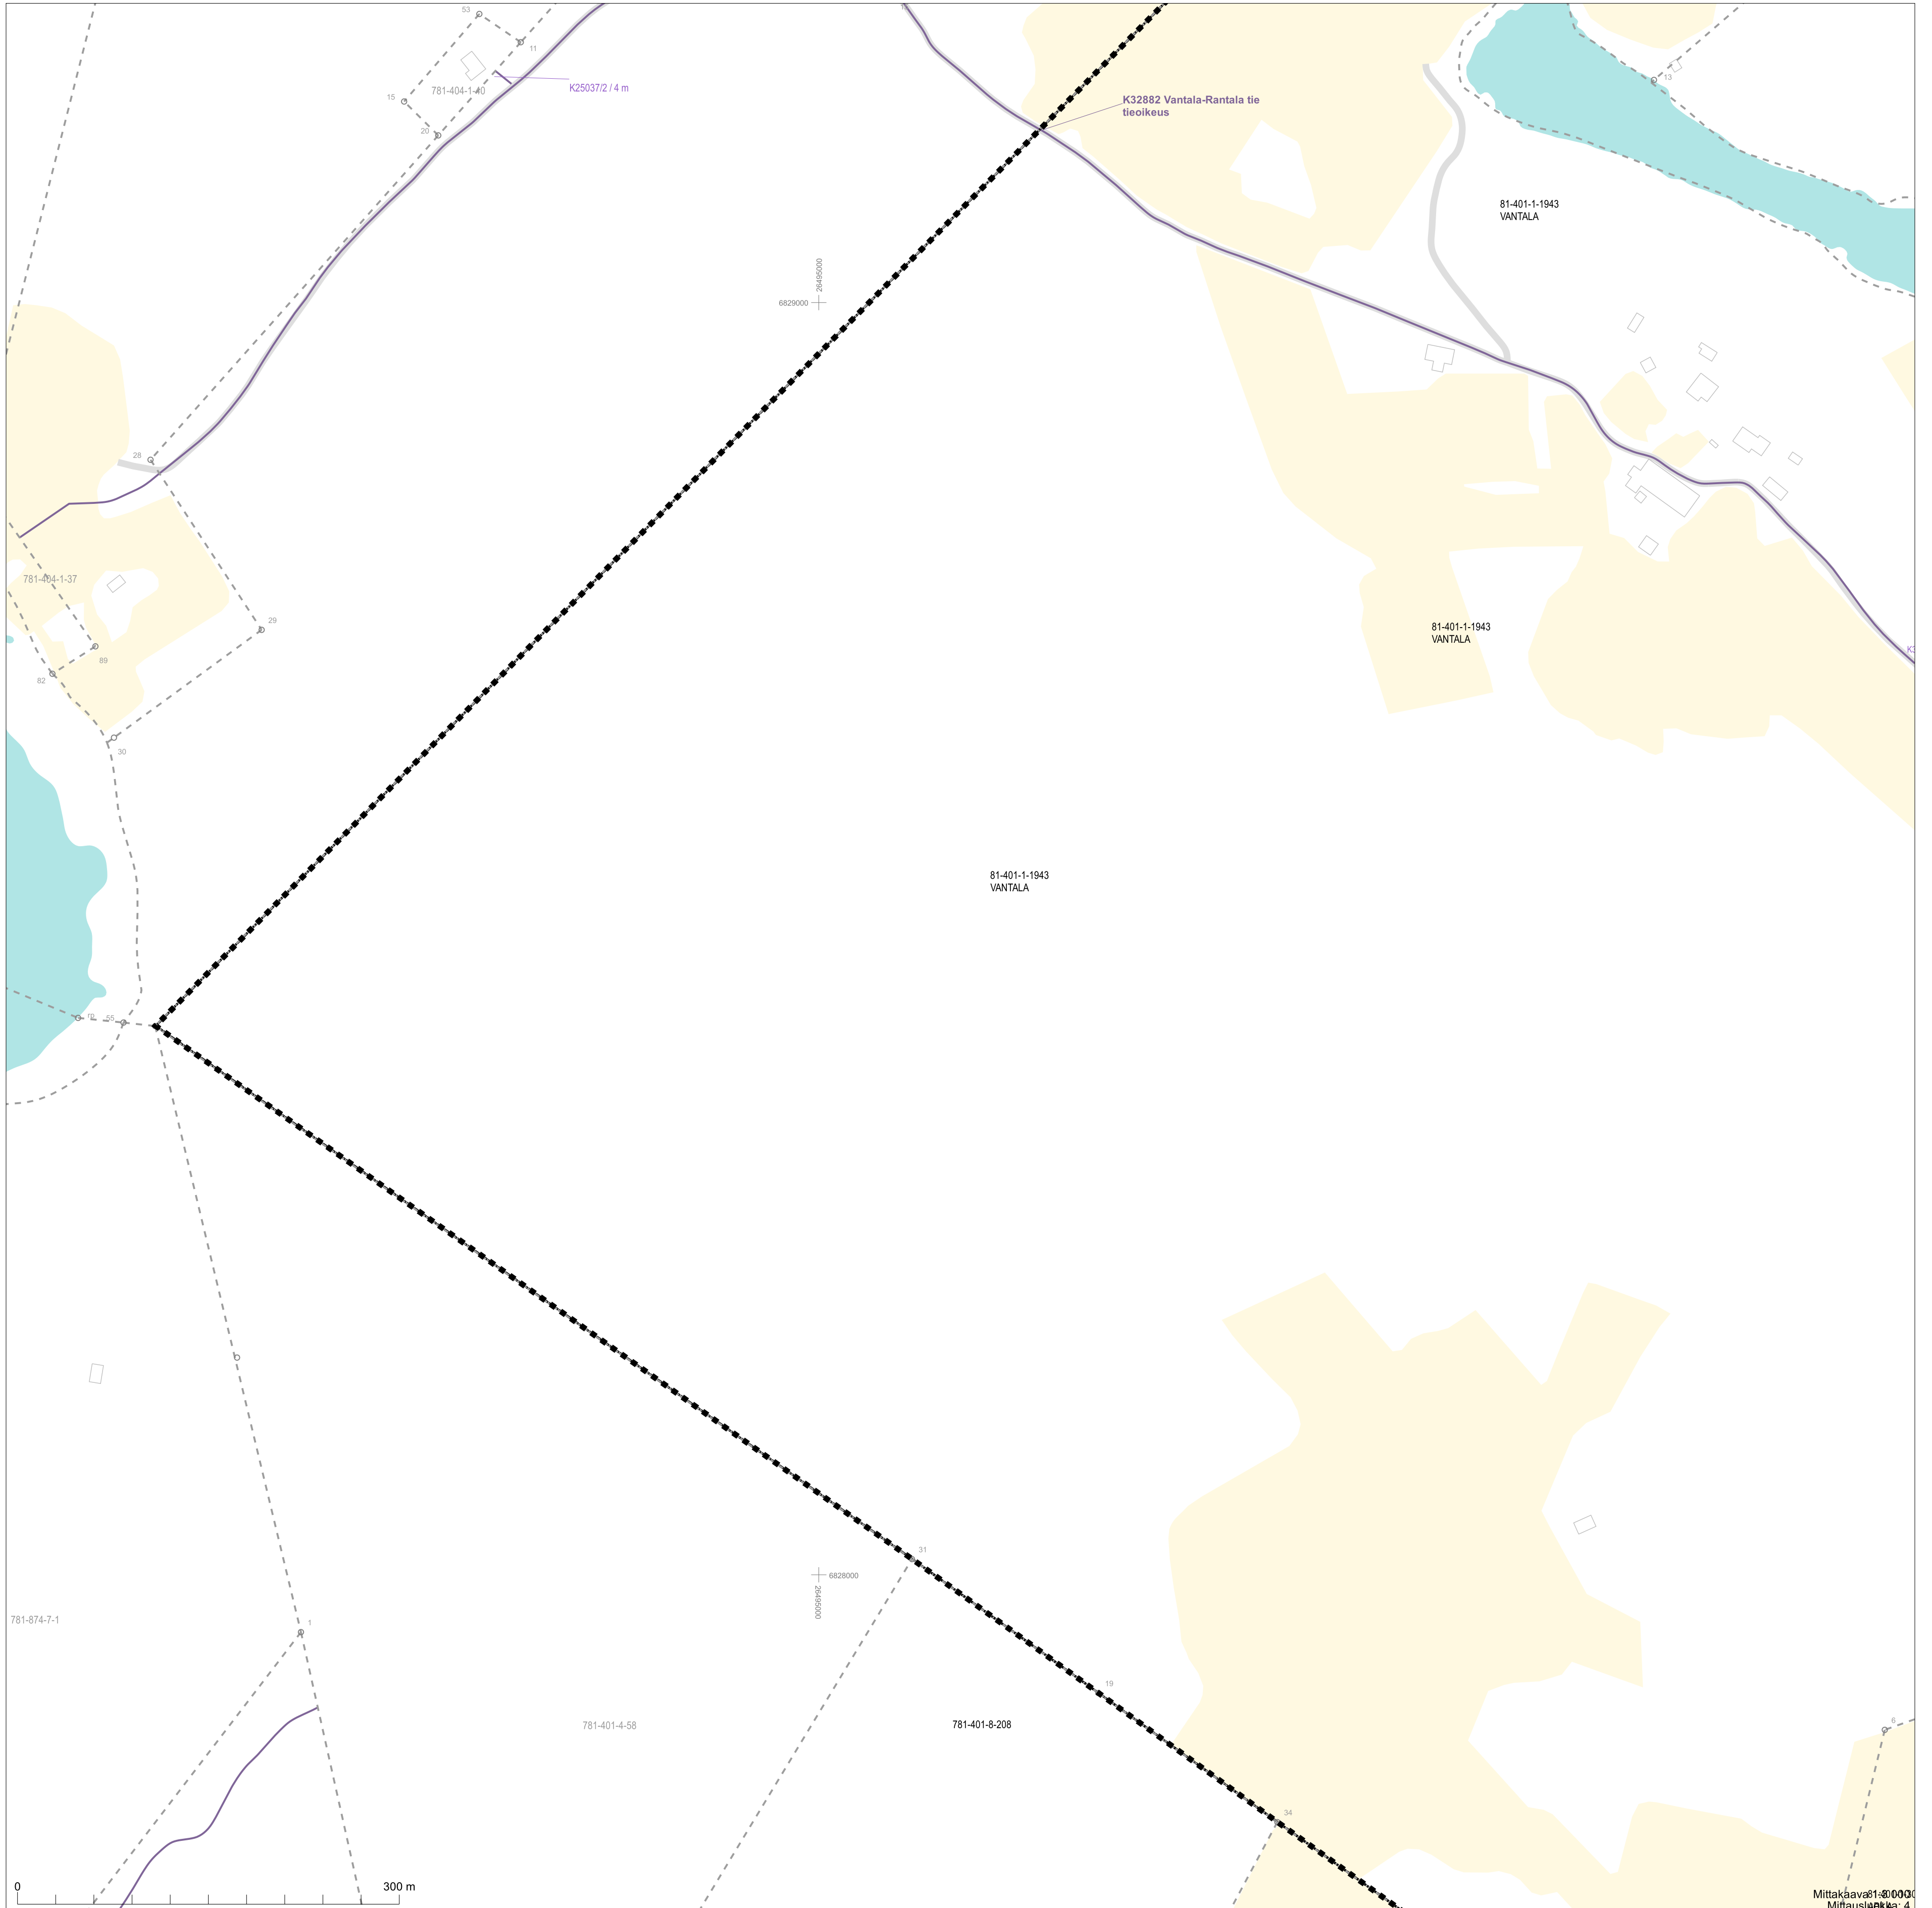 53
11
781-404-1-40
K25037/2 / 4 m
15
20
K32882 Vantala-Rantala tie
tieoikeus
13
81-401-1-1943
VANTALA
26495000
6829000
28
781-404-1-37
29
89
82
30
81-401-1-1943
VANTALA
81-401-1-1943
VANTALA
m
55
31
6828000
26495000
781-874-7-1
1
19
781-401-4-58
781-401-8-208
6
34
0
300 m
Mittakaava
Mittausluokka: 4